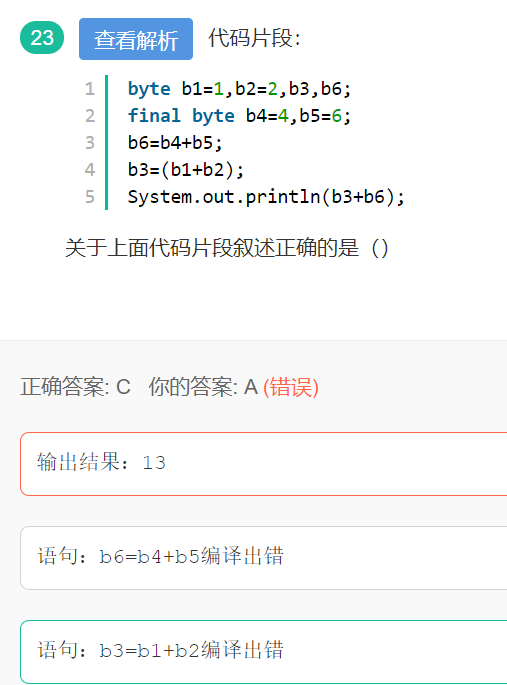 23 查看解析 代码片段：
1 byte b1=1,b2=2,b3,b6;
2 final byte b4=4,b5=6;
3 b6=b4+b5;
4 b3=(b1+b2);
5 System.out.println(b3+b6);
关于上面代码片段叙述正确的是（）
正确答案: C 你的答案: A (错误)
输出结果：13
语句：b6=b4+b5编译出错
语句：b3=b1+b2编译出错